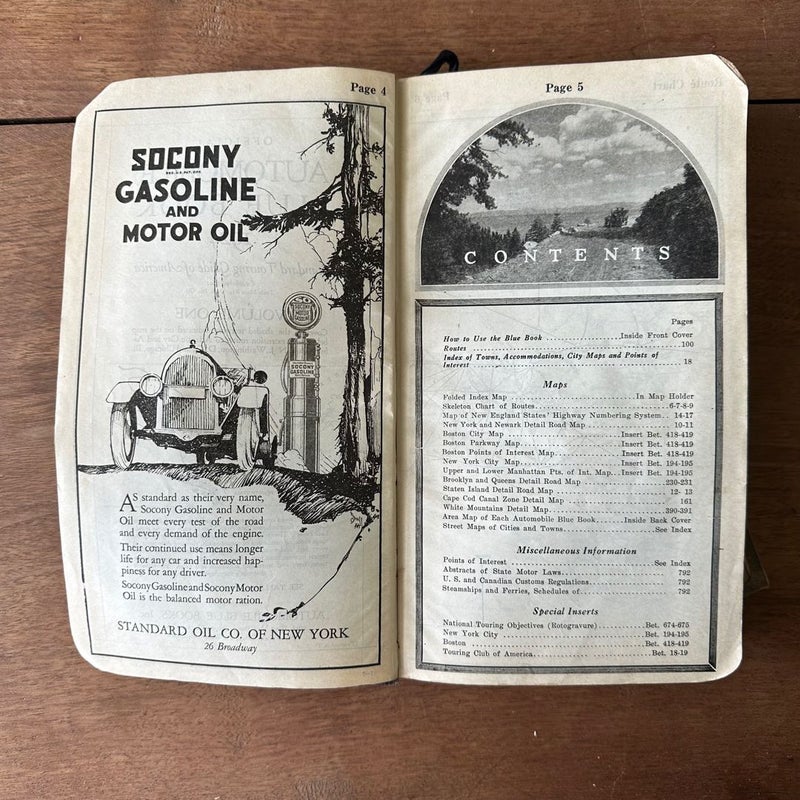 Page 4
SOCONY
REG. U.S. PAT. OFF.
GASOLINE
AND
MOTOR OIL
SOCONY
GASOLINE
As standard as their very name,
Socony Gasoline and Motor
Oil meet every test of the road
and every demand of the engine.
Their continued use means longer
life for any car and increased hap-
piness for any driver.
Socony Gasoline and Socony Motor
Oil is the balanced motor ration.
STANDARD OIL CO. OF NEW YORK
26 Broadway
Page 5
CONTENTS
Pages
How to Use the Blue Book ..................Inside Front Cover
Routes .................................................100
Index of Towns, Accommodations, City Maps and Points of
Interest ................................................ 18
Maps
Folded Index Map ............................In Map Holder
Skeleton Chart of Routes................................6-7-8-9
Map of New England States' Highway Numbering System.. 14-17
New York and Newark Detail Road Map .................. 10-11
Boston City Map..........................Insert Bet. 418-419
Boston Parkway Map.......................Insert Bet. 418-419
Boston Points of Interest Map............Insert Bet. 418-419
New York City Map........................Insert Bet. 194-195
Upper and Lower Manhattan Pts. of Int. Map..Insert Bet. 194-195
Brooklyn and Queens Detail Road Map ...................230-231
Staten Island Detail Road Map ......................... 12- 13
Cape Cod Canal Zone Detail Map ........................ 161
White Mountains Detail Map.............................390-391
Area Map of Each Automobile Blue Book.......Inside Back Cover
Street Maps of Cities and Towns.......................See Index
Miscellaneous Information
Points of Interest ...................................See Index
Abstracts of State Motor Laws........................... 792
U. S. and Canadian Customs Regulations.................. 792
Steamships and Ferries, Schedules of.................... 792
Special Inserts
National Touring Objectives (Rotogravure).......Bet. 674-675
New York City ..................................Bet. 194-195
Boston .........................................Bet. 418-419
Touring Club of America.........................Bet. 18-19